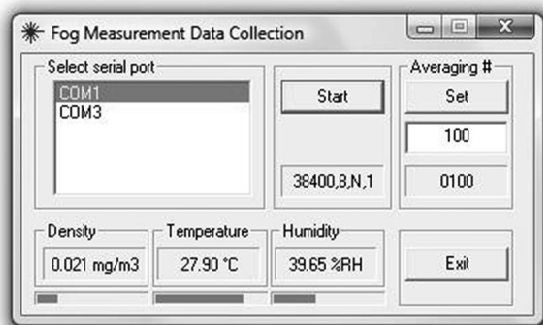 Fog Measurement Data Collection
Select serial port
COM1
COM3
Start
38400,8,N,1
Averaging #
Set
100
0100
Density
0.021 mg/m3
Temperature
27.90 °C
Humidity
39.65 %RH
Exit